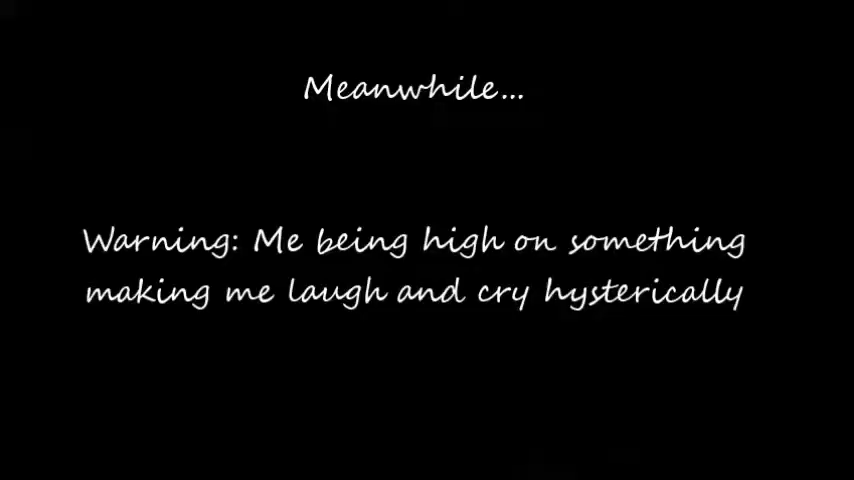 Meanwhile...
Warning: Me being high on something
making me laugh and cry hysterically